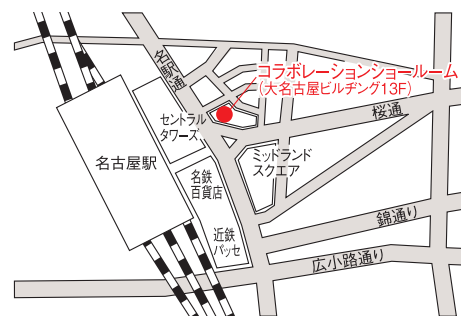 名駅通
コラボレーションショールーム
(大名古屋ビルヂング13F)
桜通
セントラル
タワーズ
ミッドランド
スクエア
名古屋駅
名鉄
百貨店
近鉄
パッセ
錦通り
広小路通り